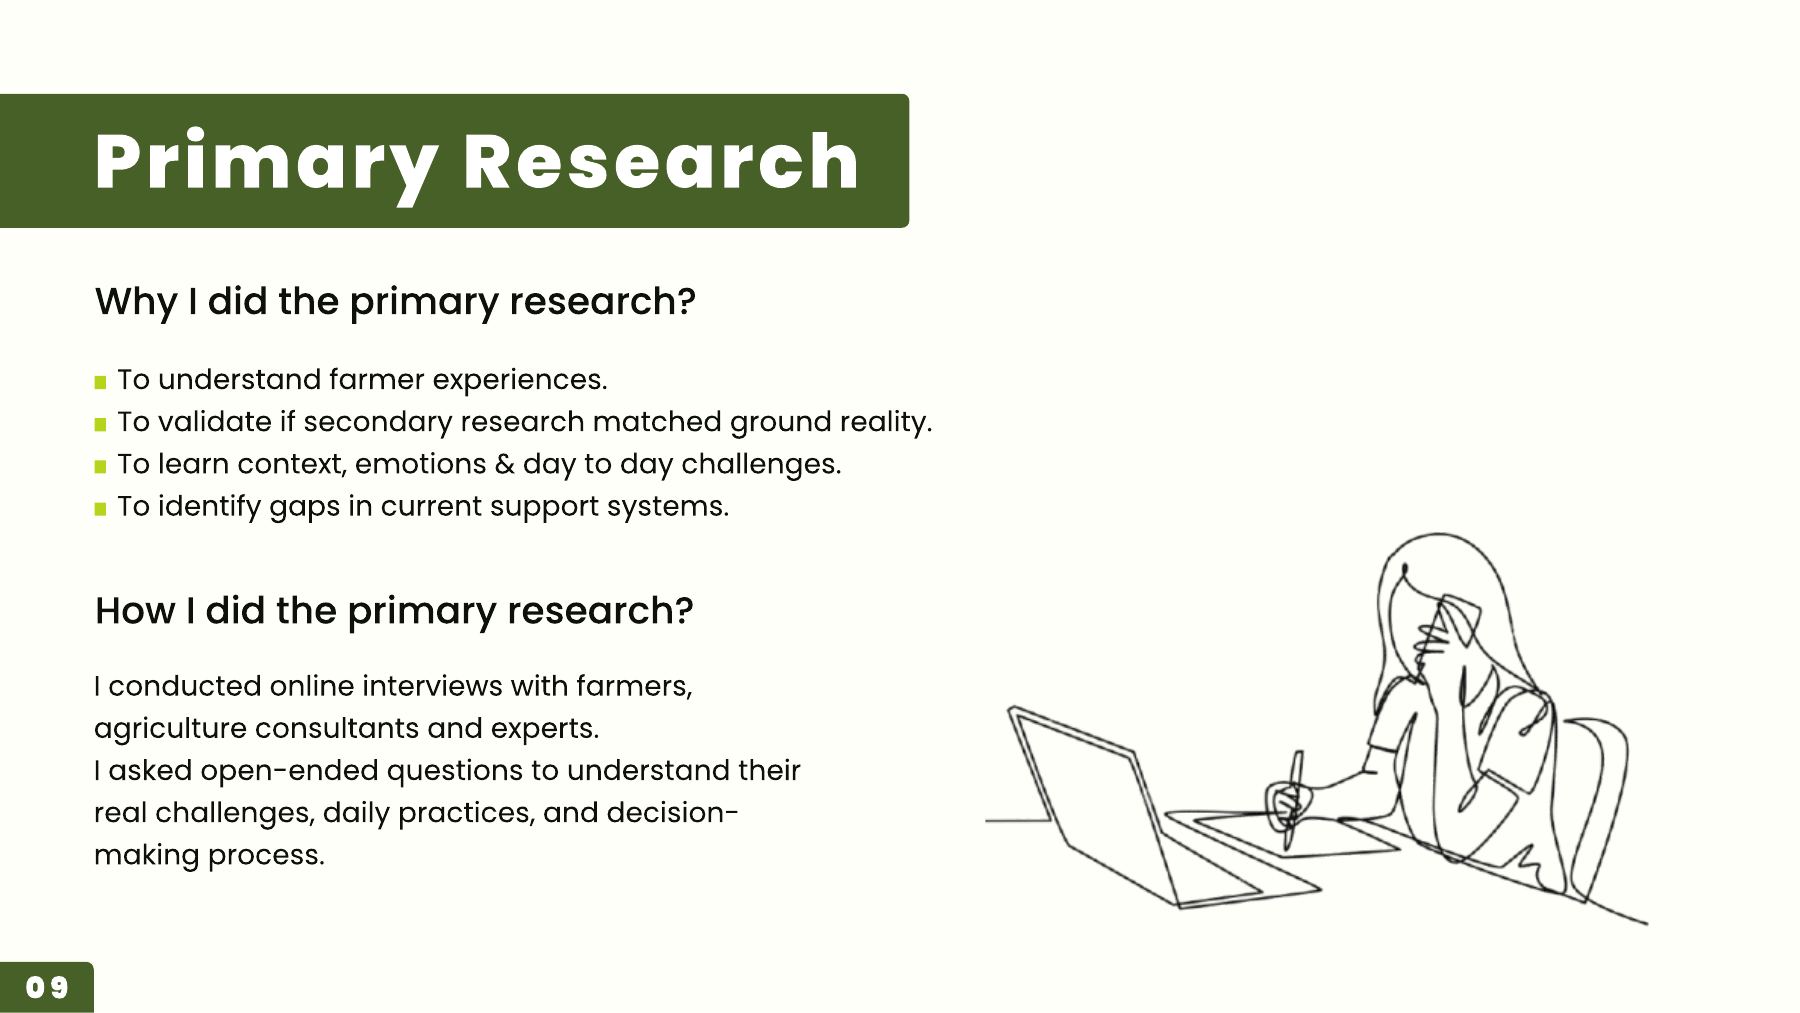 Primary Research
Why I did the primary research?
To understand farmer experiences.
To validate if secondary research matched ground reality.
To learn context, emotions & day to day challenges.
To identify gaps in current support systems.
How I did the primary research?
I conducted online interviews with farmers,
agriculture consultants and experts.
I asked open-ended questions to understand their
real challenges, daily practices, and decision-
making process.
09